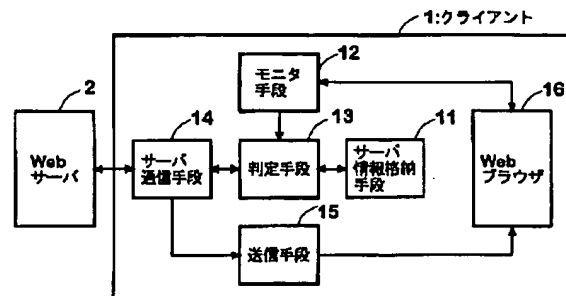 1:クライアント
12
モニタ
手段
2
Web
サーバ
14
サーバ
通信手段
13
判定手段
11
サーバ
情報格納
手段
16
Web
ブラウザ
15
送信手段